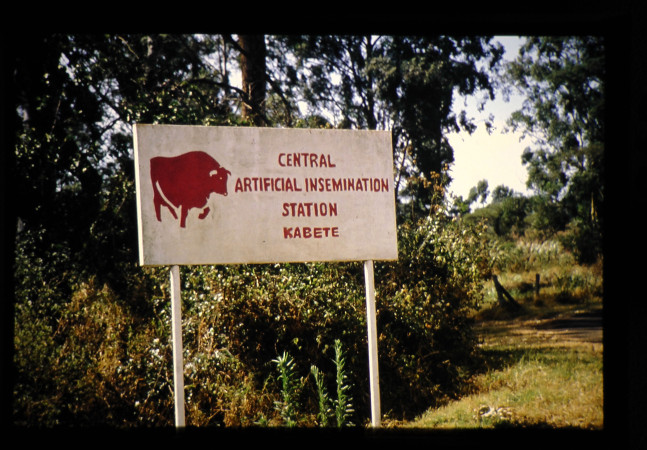 CENTRAL
ARTIFICIAL INSEMINATION
STATION
KABETE